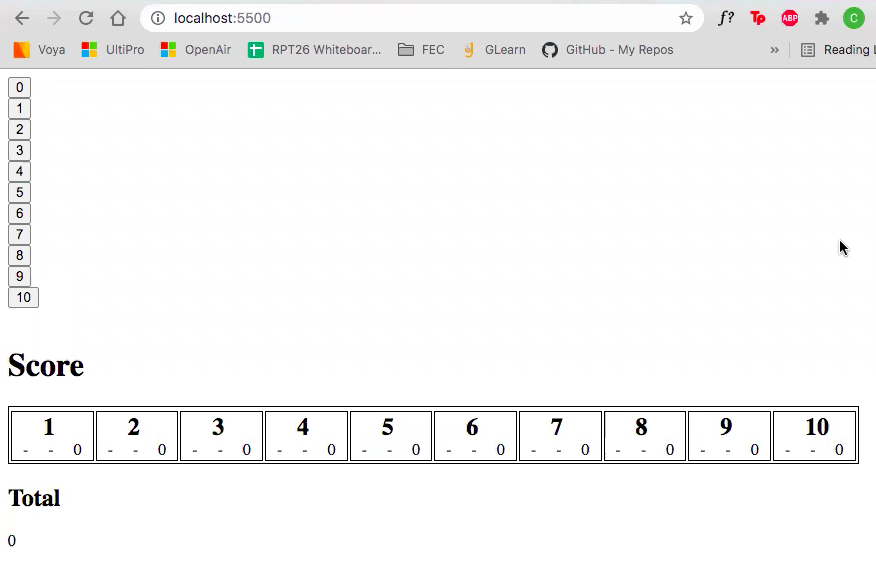 localhost:5500
f?
Tp
ABP
C
Voya UltiPro OpenAir RPT26 Whiteboar... FEC GLearn GitHub - My Repos » Reading L
0
1
2
3
4
5
6
7
8
9
10
Score
1 2 3 4 5 6 7 8 9 10
- - 0 - - 0 - - 0 - - 0 - - 0 - - 0 - - 0 - - 0 - - 0 - - 0
Total
0